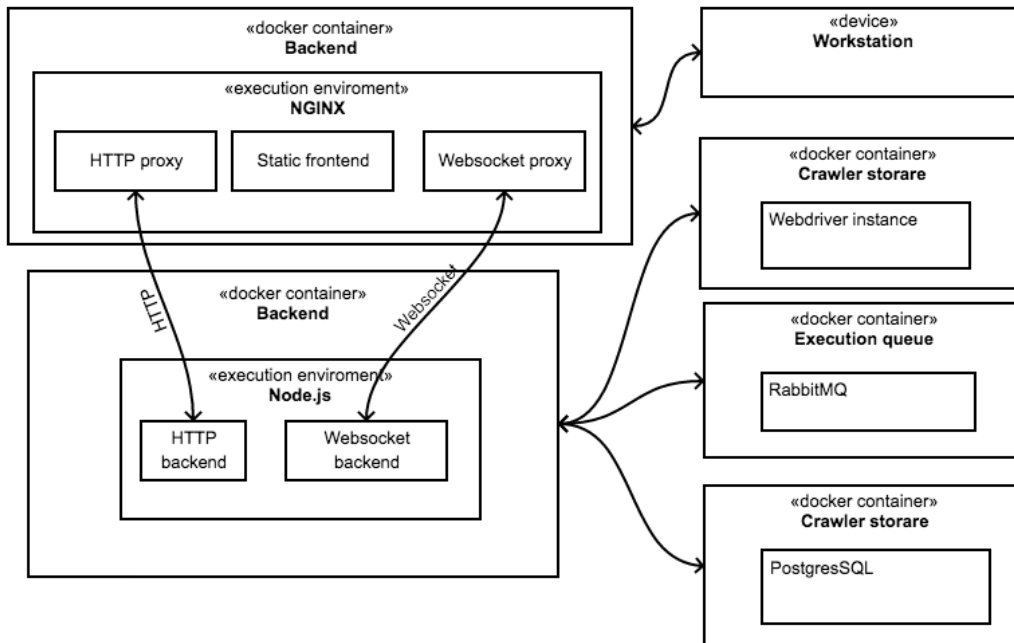 «docker container»
Backend
«execution enviroment»
NGINX
HTTP proxy
Static frontend
Websocket proxy
«device»
Workstation
«docker container»
Crawler storare
Webdriver instance
HTTP
Websocket
«docker container»
Backend
«execution enviroment»
Node.js
HTTP
backend
Websocket
backend
«docker container»
Execution queue
RabbitMQ
«docker container»
Crawler storare
PostgresSQL